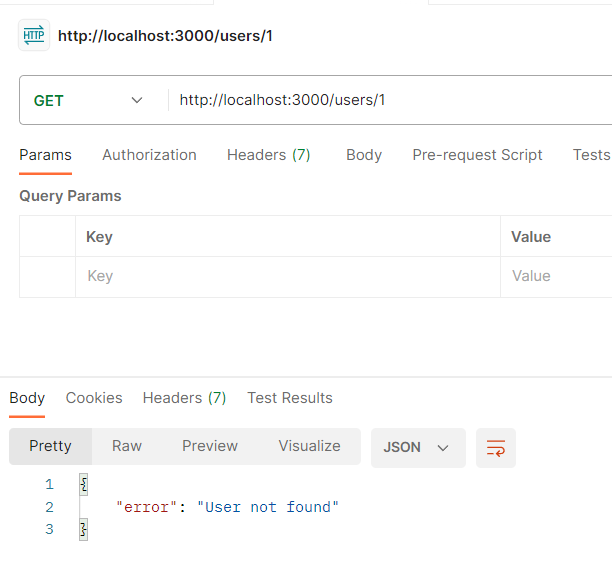 HTTP http://localhost:3000/users/1
GET http://localhost:3000/users/1
Params Authorization Headers (7) Body Pre-request Script Tests
Query Params
Key Value
Key Value
Body Cookies Headers (7) Test Results
Pretty Raw Preview Visualize JSON
1 {
2 "error": "User not found"
3 }